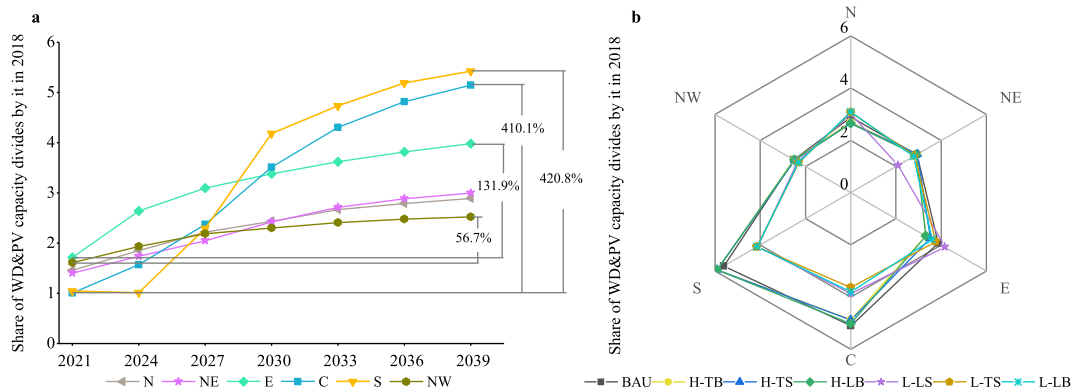 a
Share of WD&PV capacity divides by it in 2018
6
5
4
3
2
1
0
2021 2024 2027 2030 2033 2036 2039
410.1%
131.9%
420.8%
56.7%
N NE E C S NW
b
Share of WD&PV capacity divides by it in 2018
N
6
4
2
0
NW
NE
S
E
C
BAU H-TB H-TS H-LB L-LS L-TS L-LB